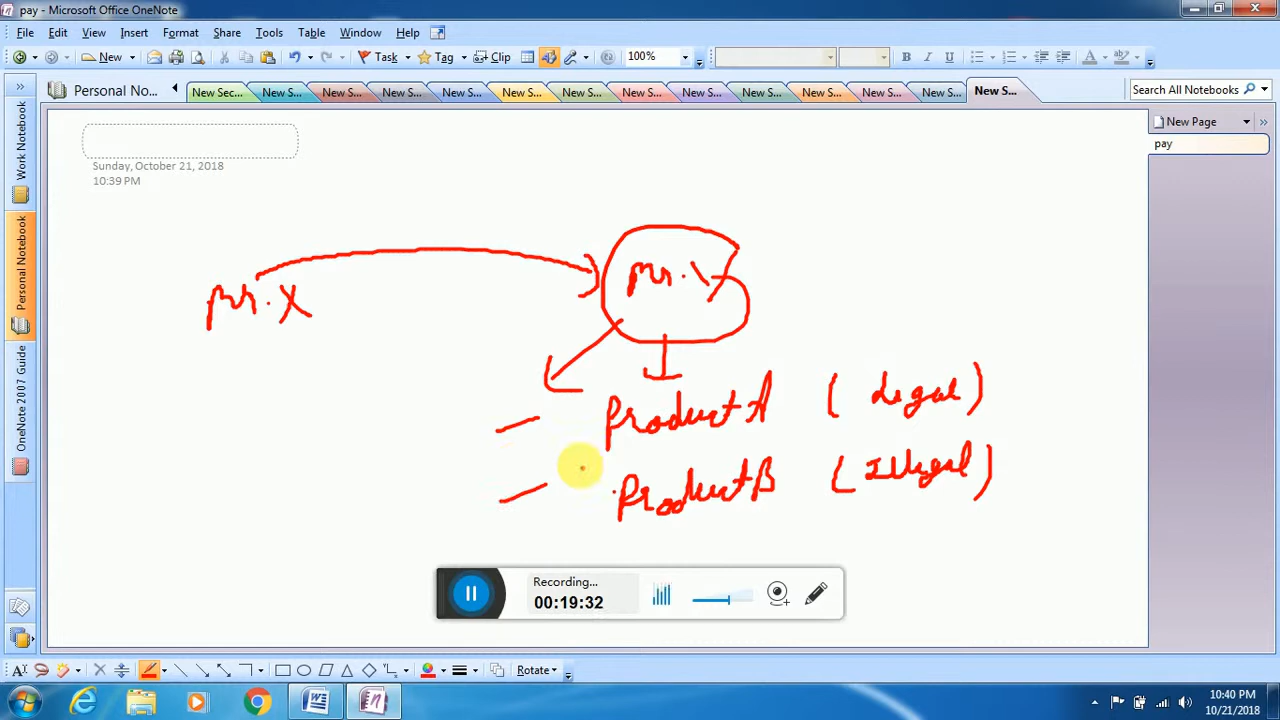 pay - Microsoft Office OneNote
File Edit View Insert Format Share Tools Table Window Help
New Task Tag Clip 100% B I U A ab
Personal No... New Sec... New S... New S... New S... New S... New S... New S... New S... New S... New S... New S... New S... New S... New S... Search All Notebooks
New Page
pay
Work Notebook
Personal Notebook
OneNote 2007 Guide
Sunday, October 21, 2018
10:39 PM
Mr. X
Mr. Y
Product A (Legal)
Product B (Illegal)
Recording...
00:19:32
Rotate
10:40 PM
10/21/2018